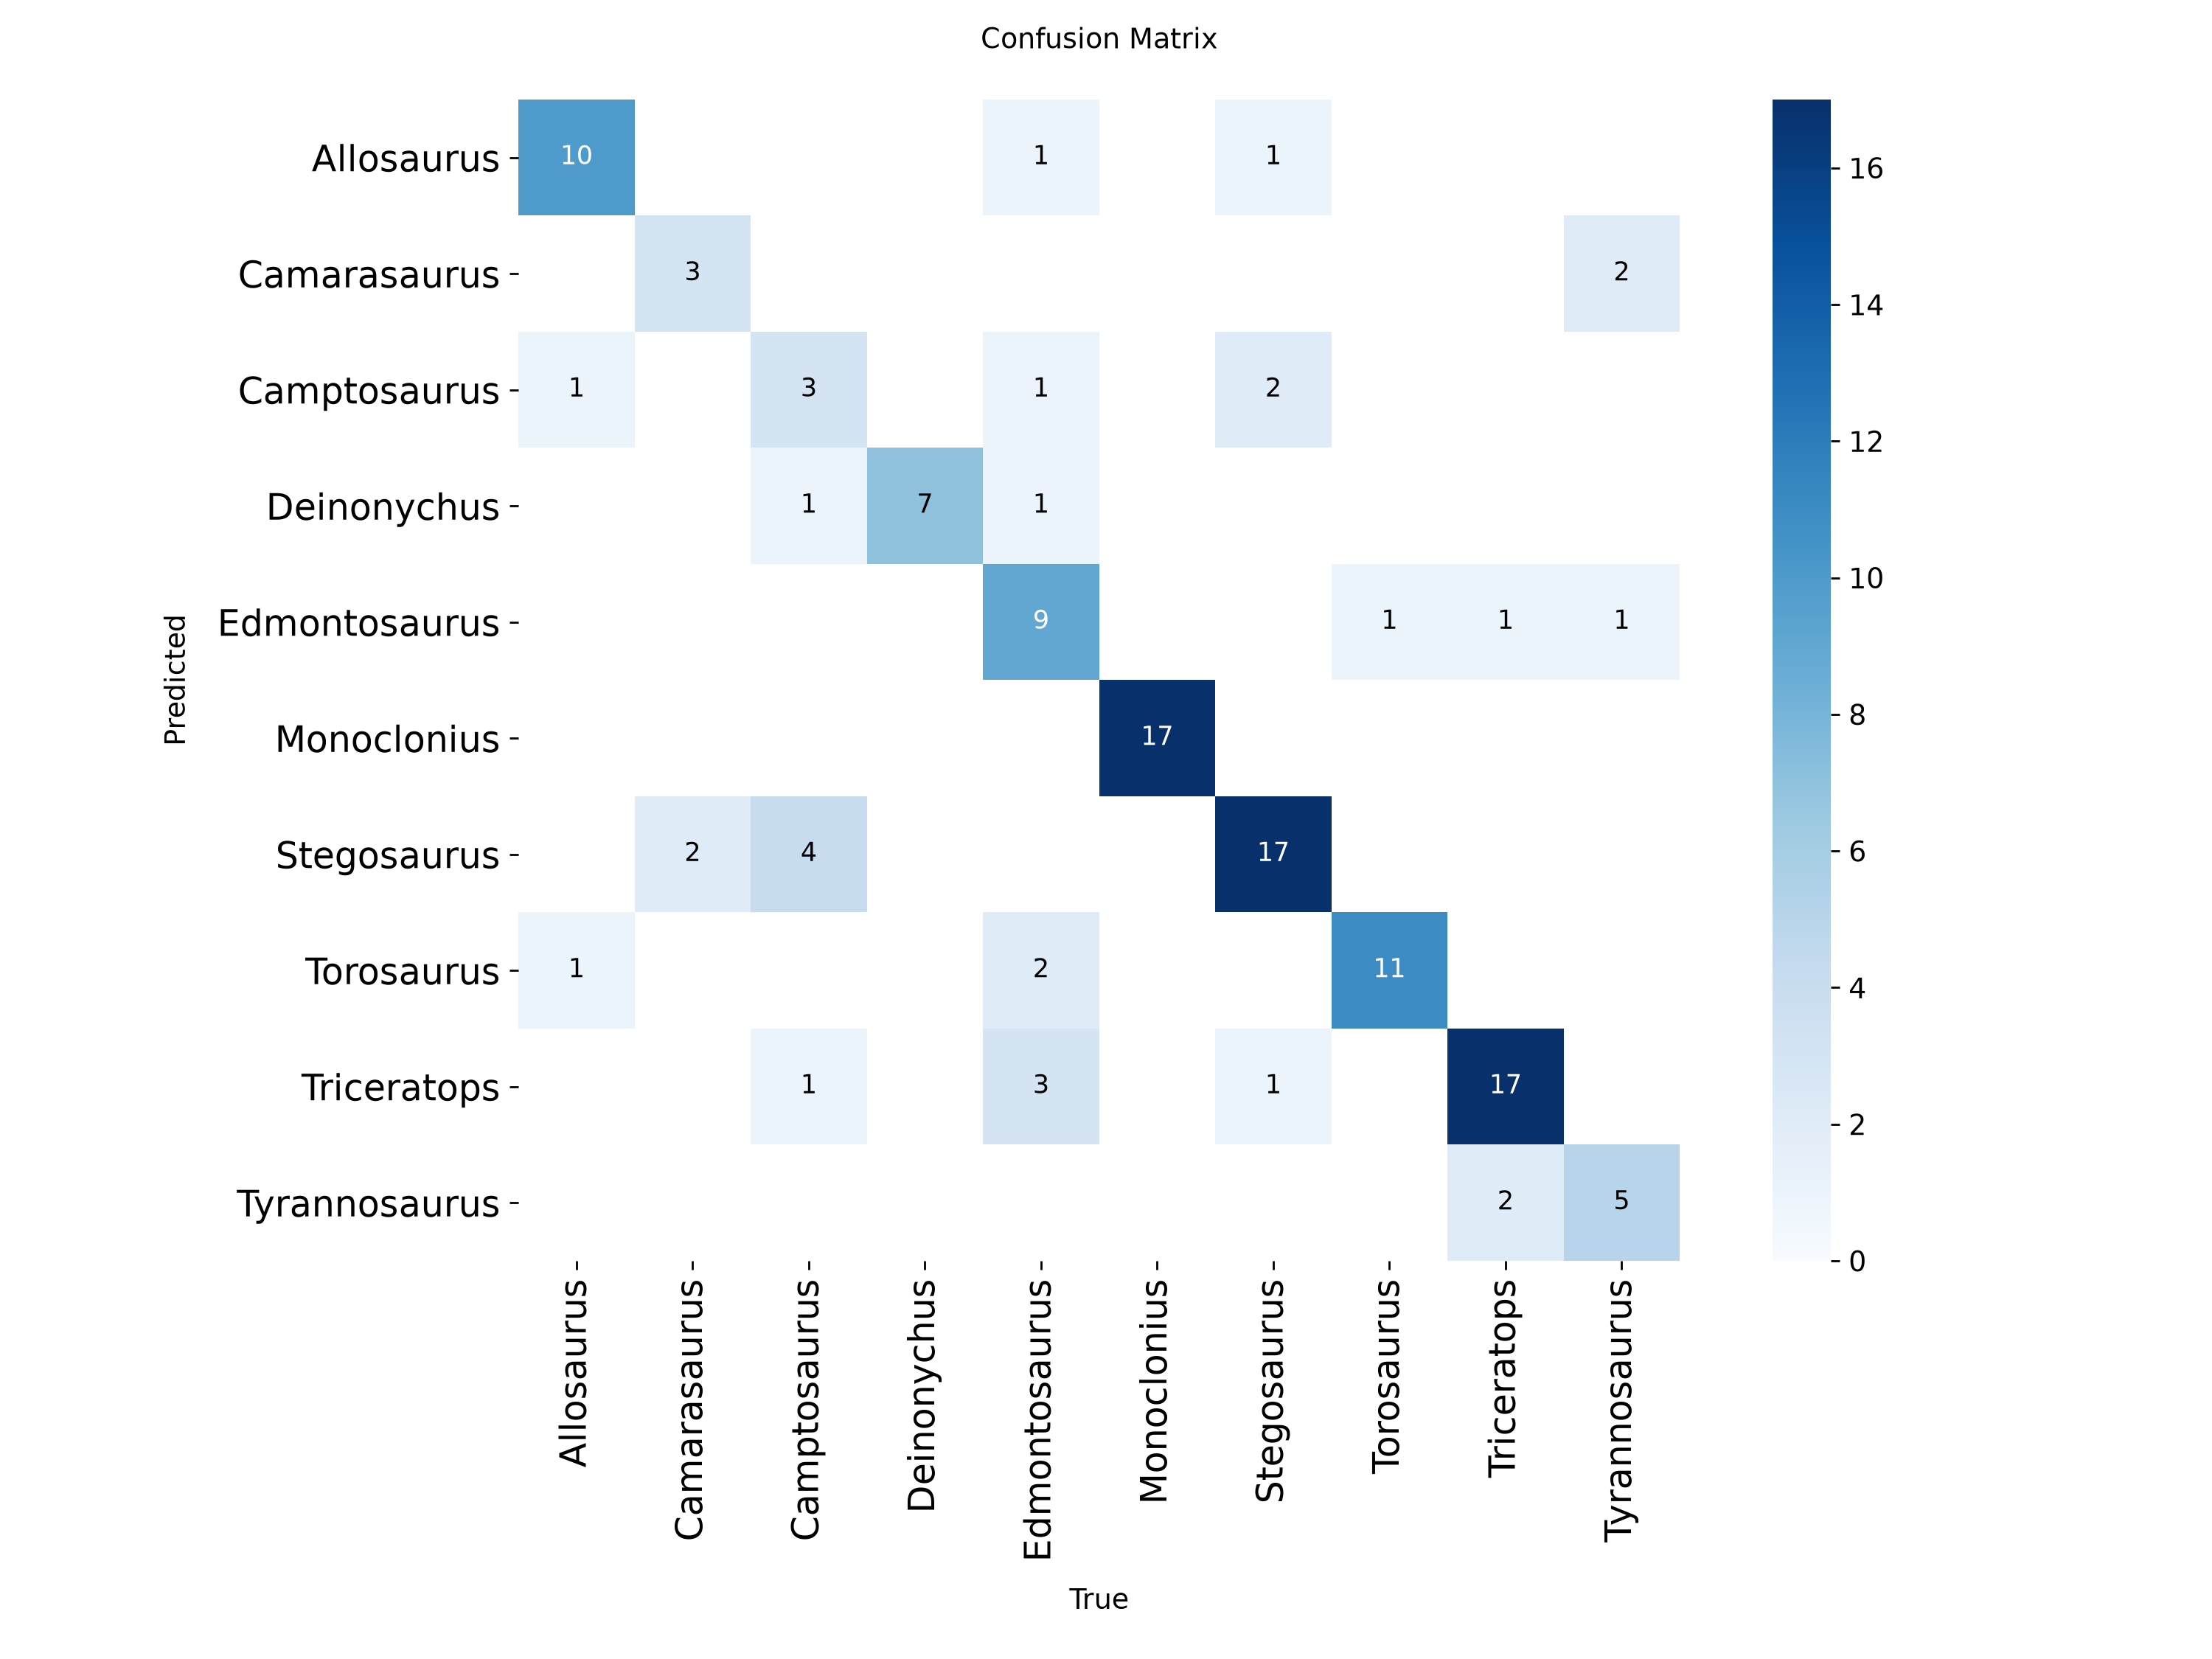 Confusion Matrix
Allosaurus 10 1 1
Camarasaurus 3 2
Camptosaurus 1 3 1 2
Deinonychus 1 7 1
Edmontosaurus 9 1 1 1
Monoclonius 17
Stegosaurus 2 4 17
Torosaurus 1 2 11
Triceratops 1 3 1 17
Tyrannosaurus 2 5
Predicted
Allosaurus
Camarasaurus
Camptosaurus
Deinonychus
Edmontosaurus
Monoclonius
Stegosaurus
Torosaurus
Triceratops
Tyrannosaurus
True
16
14
12
10
8
6
4
2
0